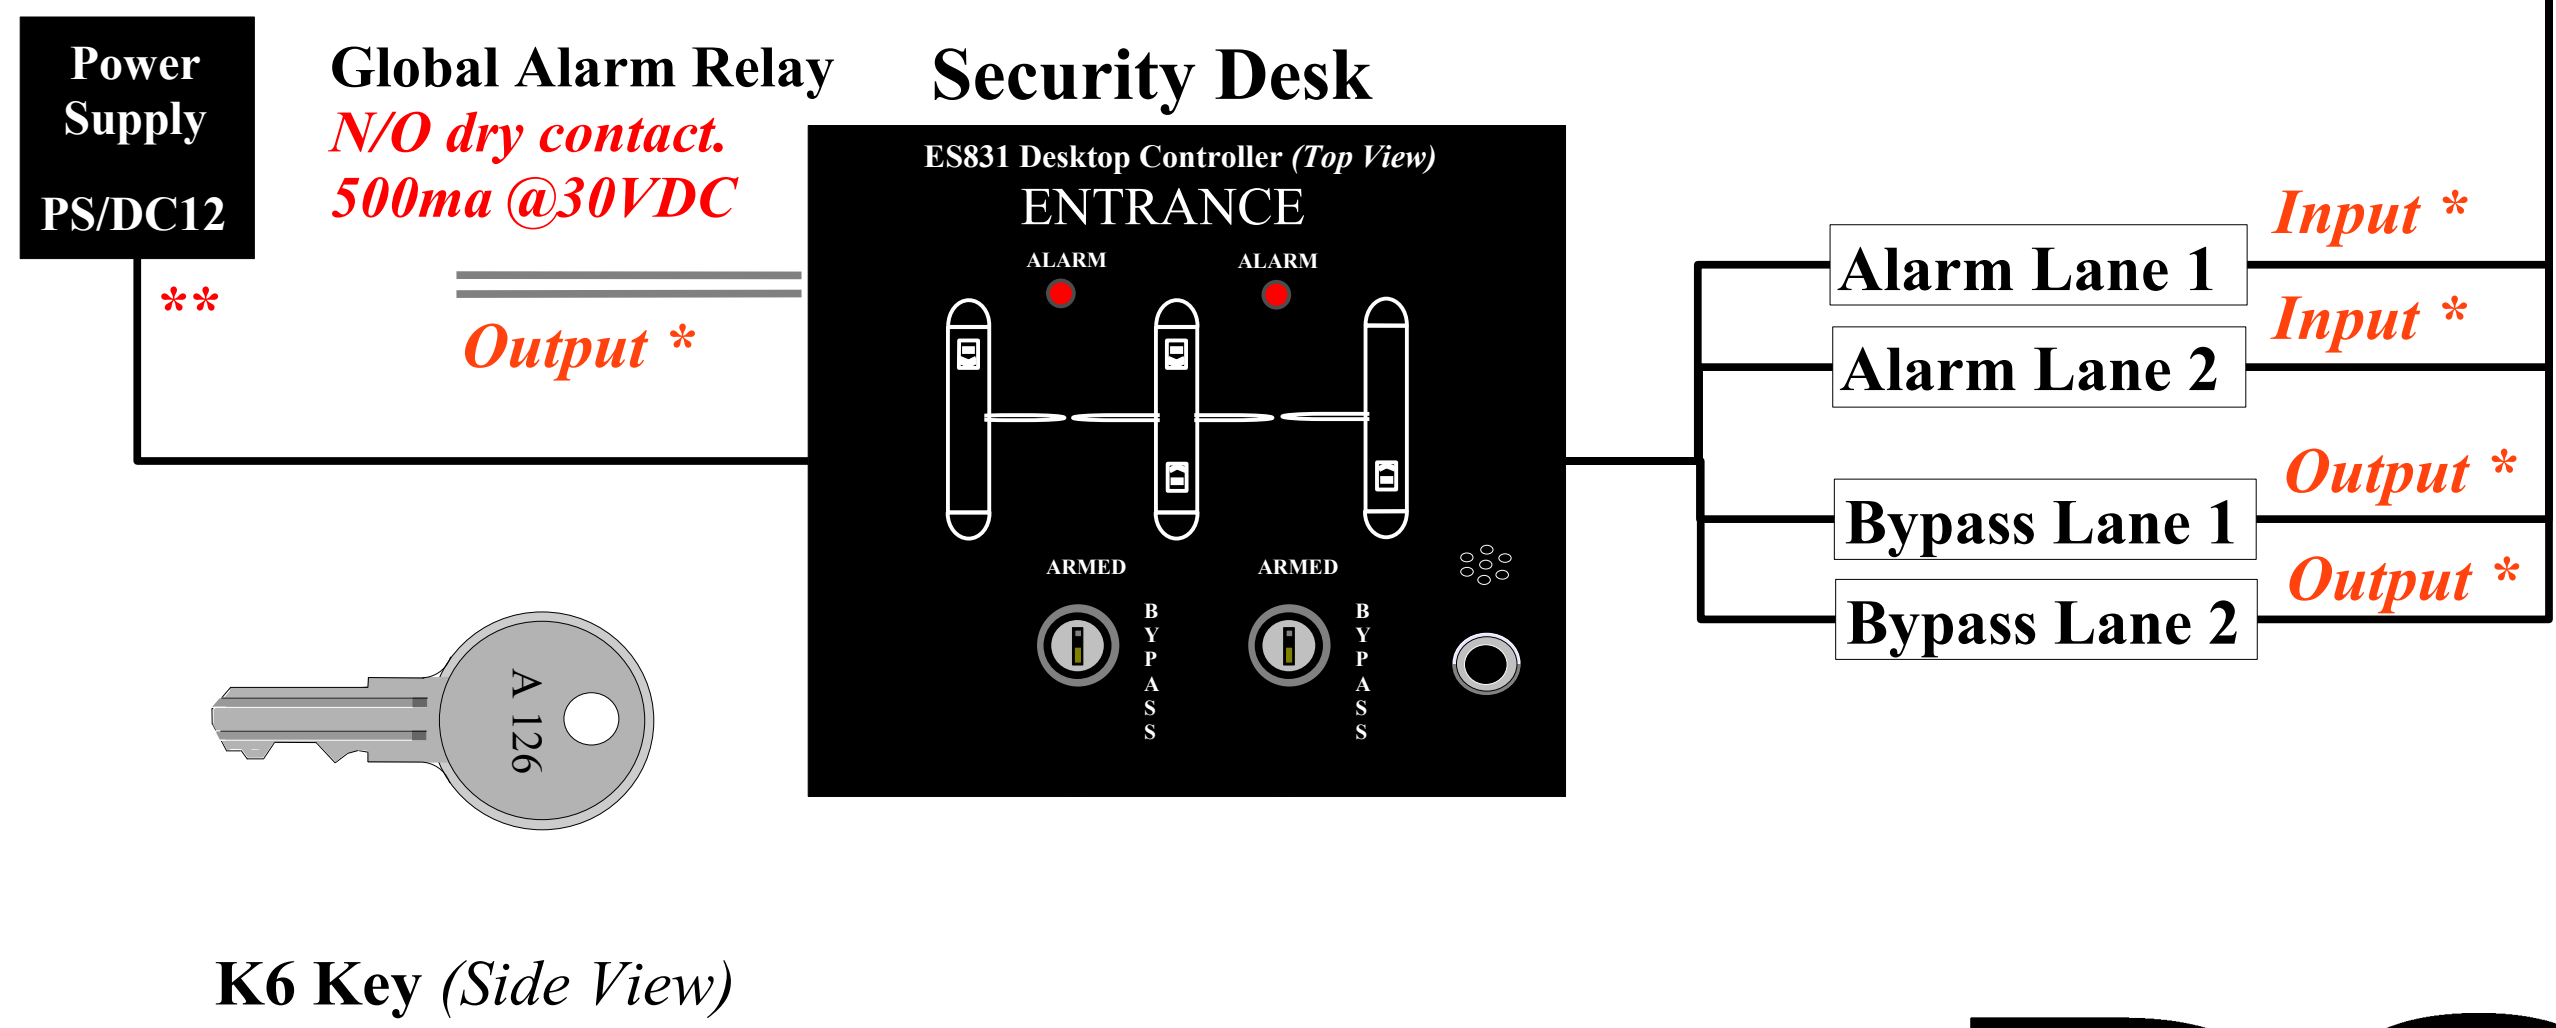 Power
Supply
PS/DC12
**
Global Alarm Relay
N/O dry contact.
500ma @30VDC
Output *
Security Desk
ES831 Desktop Controller (Top View)
ENTRANCE
ALARM ALARM
ARMED ARMED
BYPASS BYPASS
Alarm Lane 1 Input *
Alarm Lane 2 Input *
Bypass Lane 1 Output *
Bypass Lane 2 Output *
A 126
K6 Key (Side View)